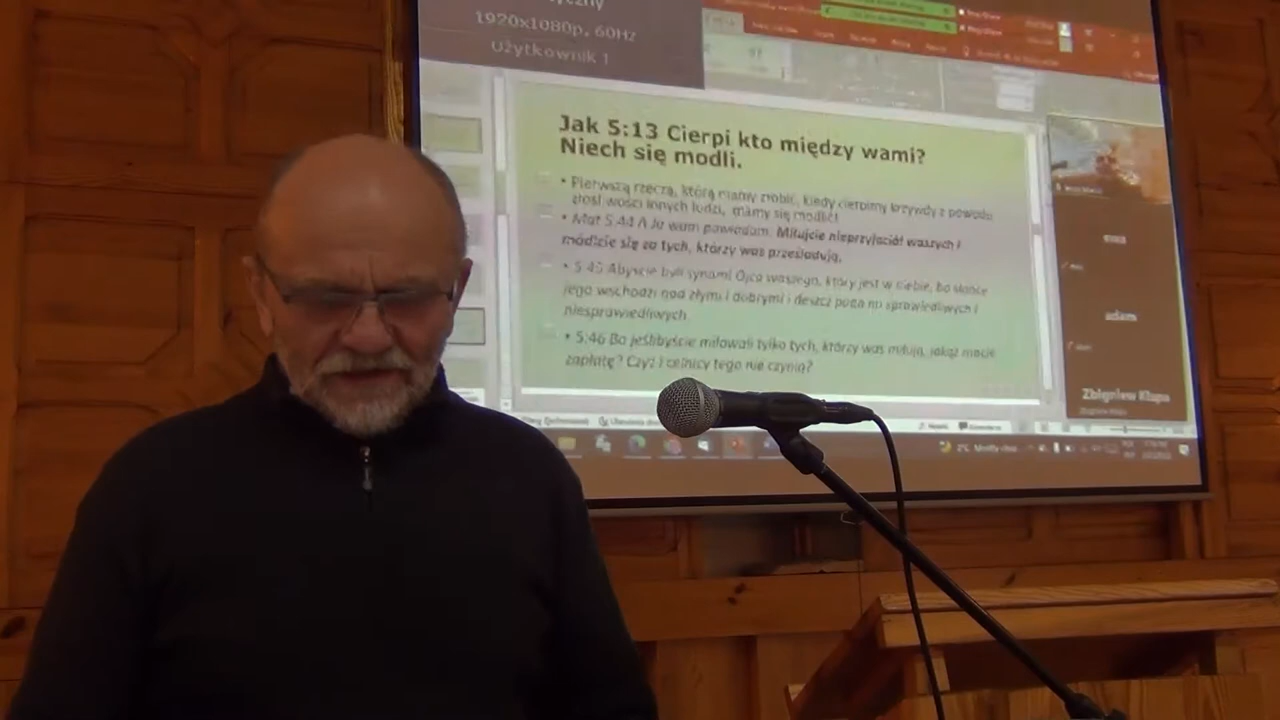 1920x1080p, 60Hz
Użytkownik 1
Jak 5:13 Cierpi kto między wami?
Niech się modli.
• Pierwszą rzeczą, którą mamy zrobić, kiedy cierpimy krzywdy z powodu
złośliwości innych ludzi, mamy się modlić!
• Mat 5:44 A Ja wam powiadam: Miłujcie nieprzyjaciół waszych i
módlcie się za tych, którzy was prześladują,
• 5:45 Abyście byli synami Ojca waszego, który jest w niebie, bo słońce
jego wschodzi nad złymi i dobrymi i deszcz pada na sprawiedliwych i
niesprawiedliwych.
• 5:46 Bo jeślibyście miłowali tylko tych, którzy was miłują, jakąż macie
zapłatę? Czyż i celnicy tego nie czynią?
ewa
adam
Zbigniew Kłapa